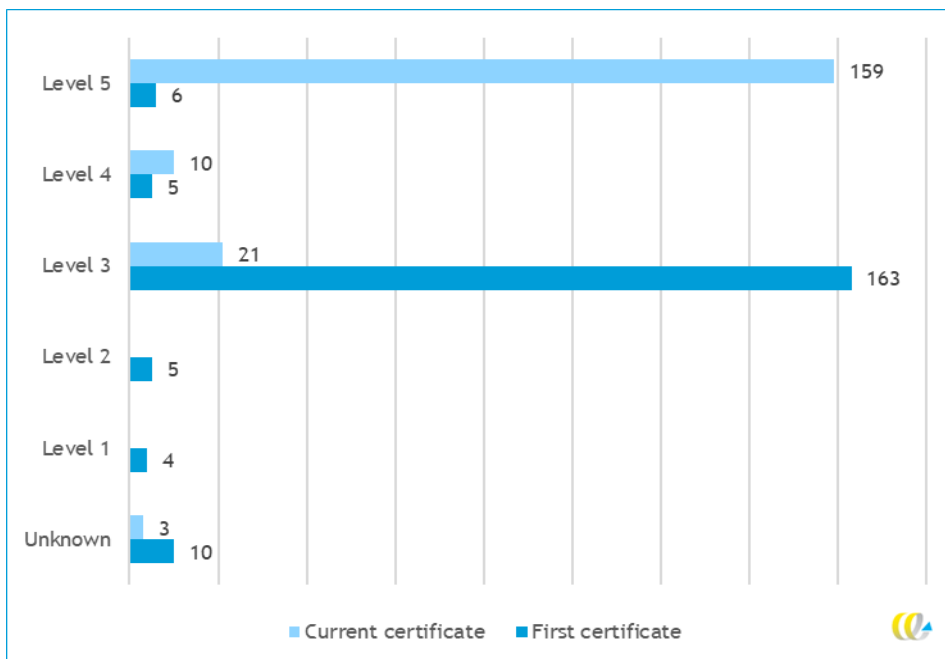 Level 5
159
6
Level 4
10
5
Level 3
21
163
Level 2
5
Level 1
4
Unknown
3
10
Current certificate
First certificate